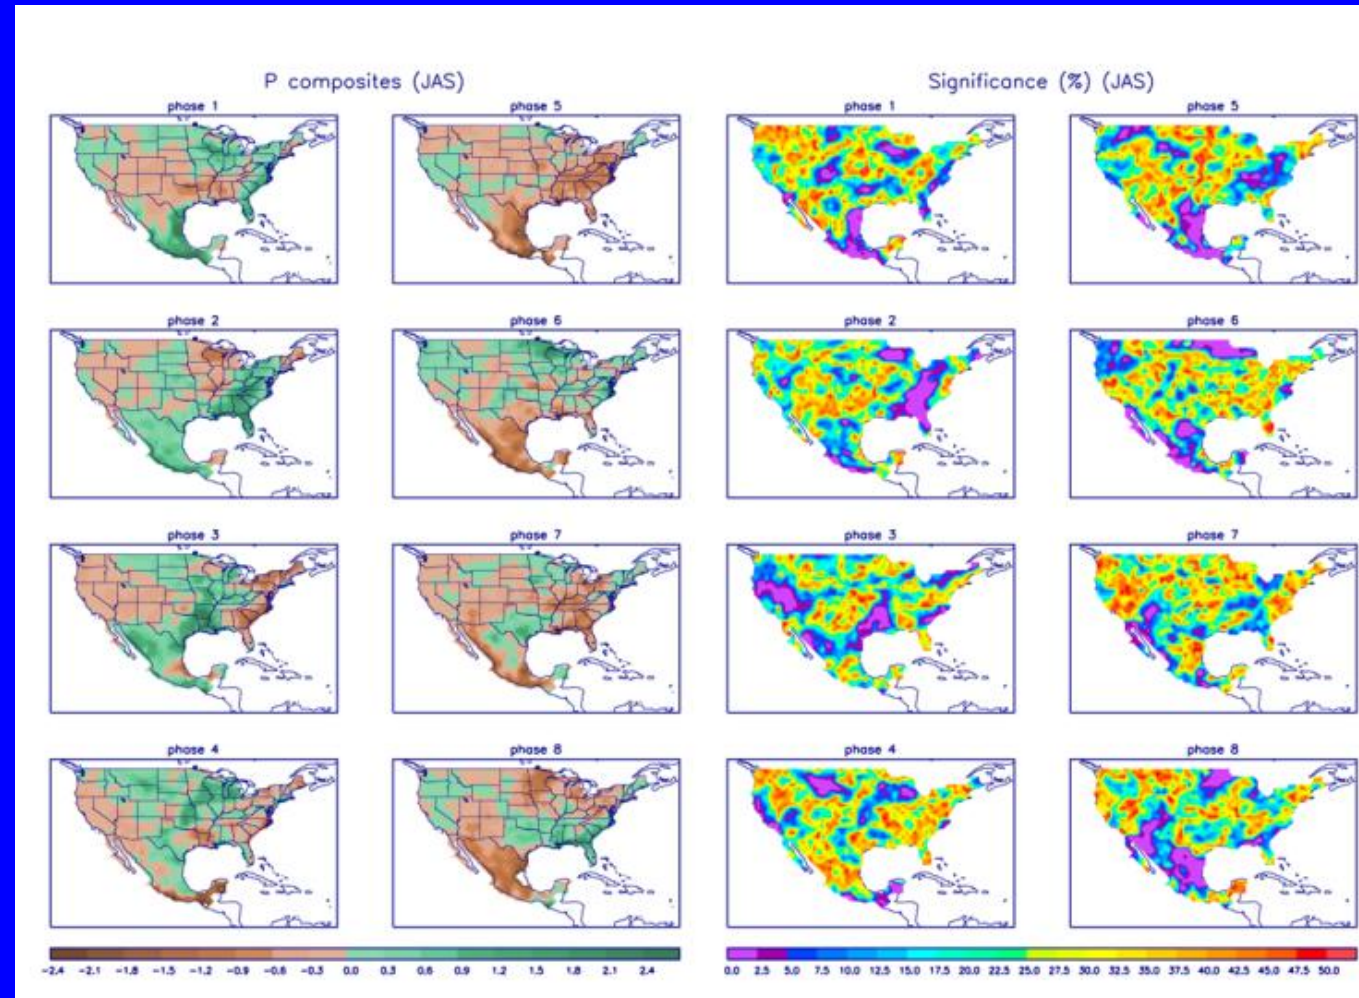 P composites (JAS) Significance (%) (JAS)
phase 1 phase 5 phase 1 phase 5
phase 2 phase 6 phase 2 phase 6
phase 3 phase 7 phase 3 phase 7
phase 4 phase 8 phase 4 phase 8
-2.4 -2.1 -1.8 -1.5 -1.2 -0.9 -0.6 -0.3 0.0 0.3 0.6 0.9 1.2 1.5 1.8 2.1 2.4 0.0 2.5 5.0 7.5 10.0 12.5 15.0 17.5 20.0 22.5 25.0 27.5 30.0 32.5 35.0 37.5 40.0 42.5 45.0 47.5 50.0